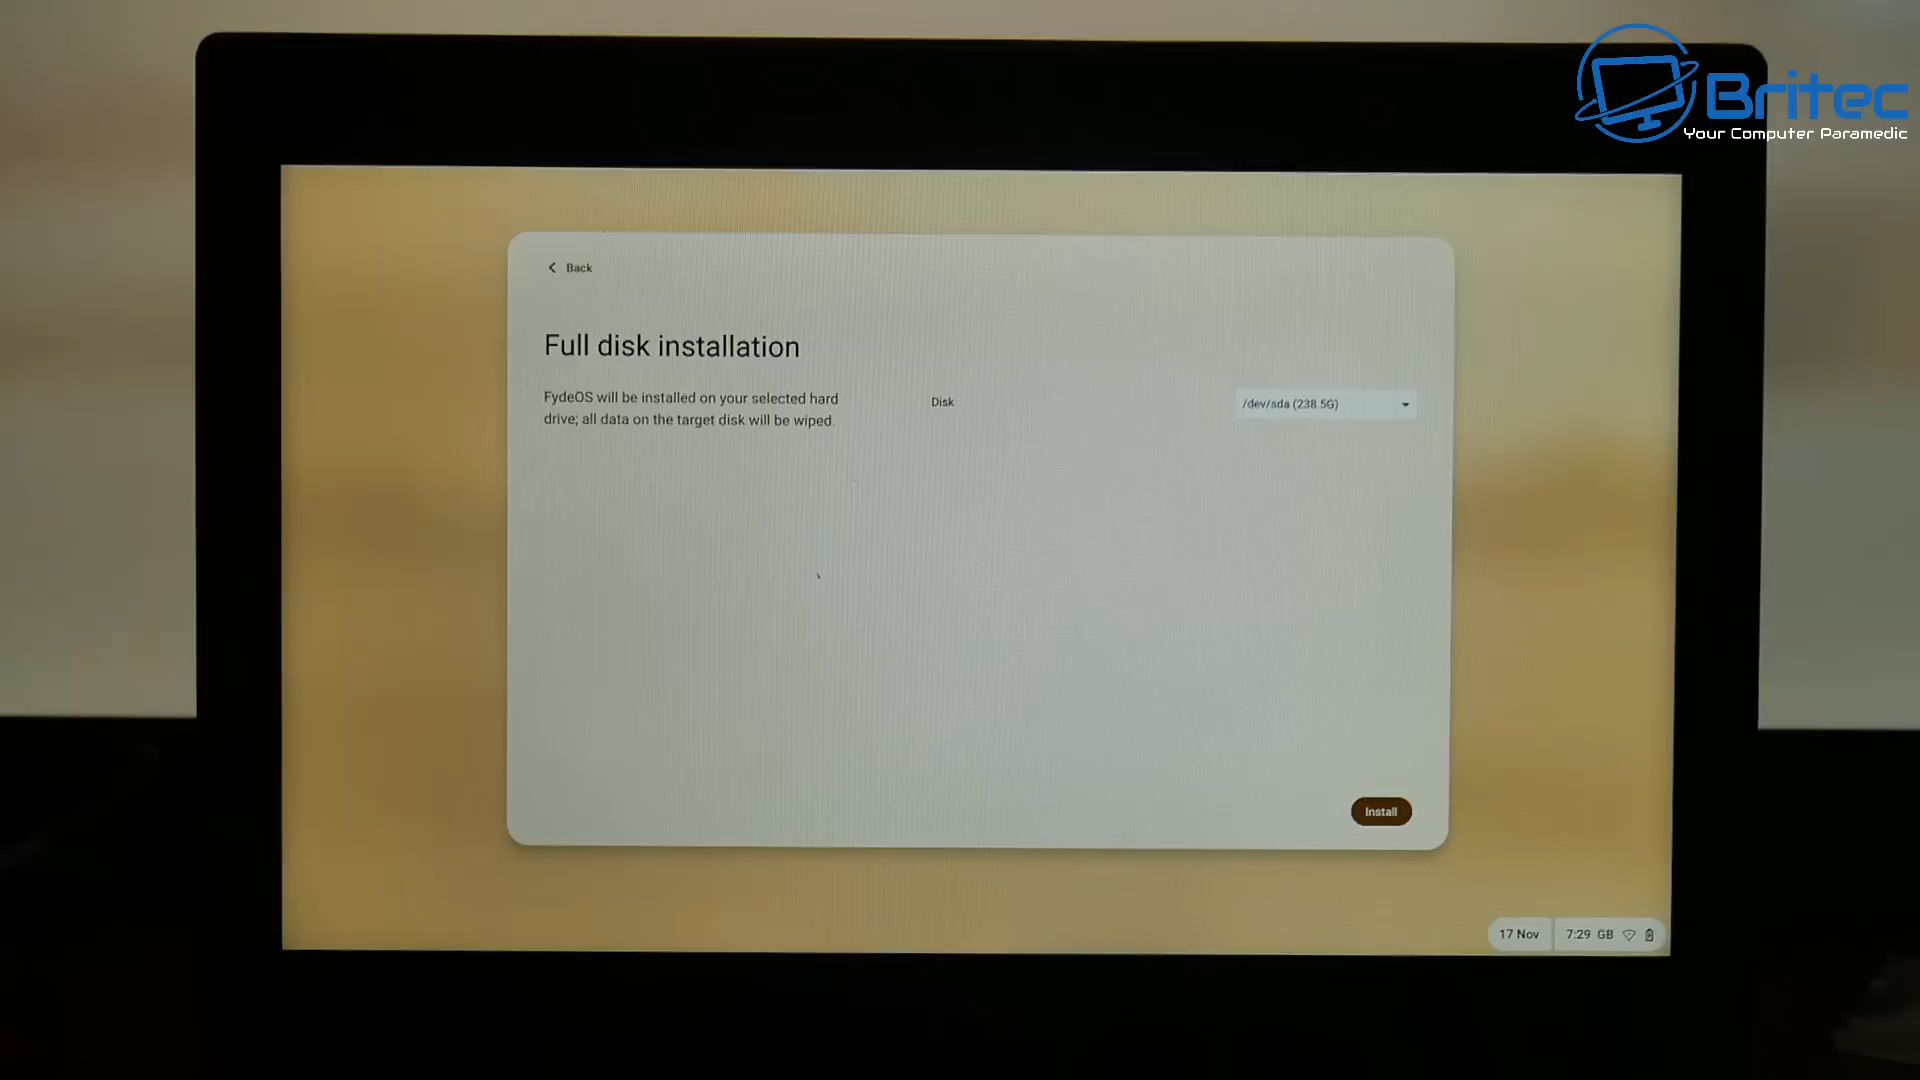 Britec
Your Computer Paramedic
Back
Full disk installation
FydeOS will be installed on your selected hard
drive; all data on the target disk will be wiped.
Disk
/dev/sda (238.5G)
Install
17 Nov
7:29 GB